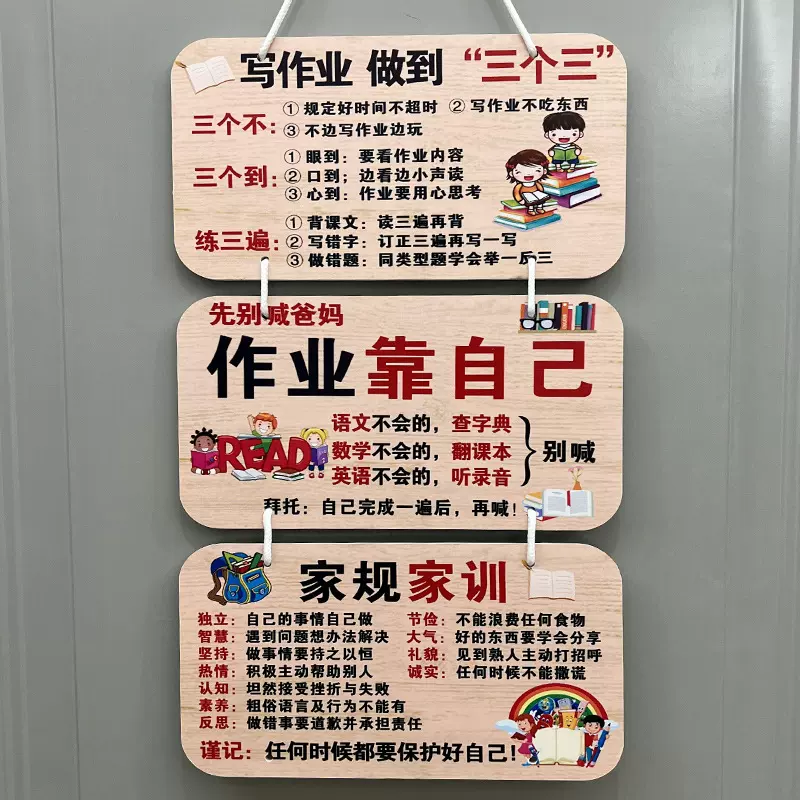 写作业 做到 “三个三”
三个不：① 规定好时间不超时 ② 写作业不吃东西
③ 不边写作业边玩
三个到：① 眼到：要看作业内容
② 口到；边看边小声读
③ 心到：作业要用心思考
练三遍：① 背课文：读三遍再背
② 写错字：订正三遍再写一写
③ 做错题：同类型题学会举一反三
先别喊爸妈
作业靠自己
READ
语文不会的，查字典
数学不会的，翻课本
英语不会的，听录音
别喊
拜托：自己完成一遍后，再喊！
家规家训
独立：自己的事情自己做 节俭：不能浪费任何食物
智慧：遇到问题想办法解决 大气：好的东西要学会分享
坚持：做事情要持之以恒 礼貌：见到熟人主动打招呼
热情：积极主动帮助别人 诚实：任何时候不能撒谎
认知：坦然接受挫折与失败
素养：粗俗语言及行为不能有
反思：做错事要道歉并承担责任
谨记：任何时候都要保护好自己！